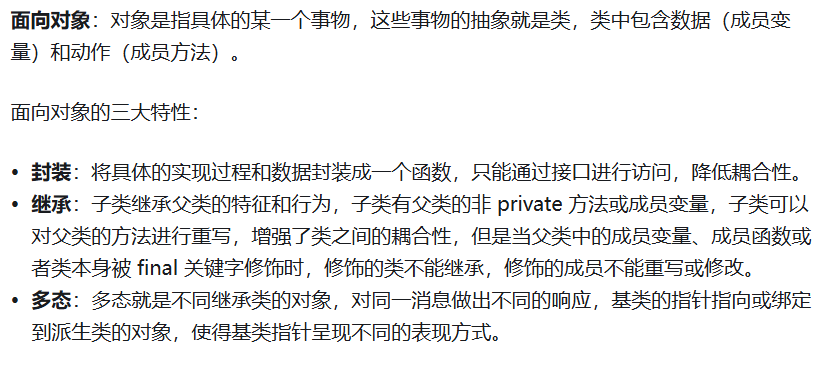 面向对象：对象是指具体的某一个事物，这些事物的抽象就是类，类中包含数据（成员变
量）和动作（成员方法）。
面向对象的三大特性：
• 封装：将具体的实现过程和数据封装成一个函数，只能通过接口进行访问，降低耦合性。
• 继承：子类继承父类的特征和行为，子类有父类的非 private 方法或成员变量，子类可以
对父类的方法进行重写，增强了类之间的耦合性，但是当父类中的成员变量、成员函数或
者类本身被 final 关键字修饰时，修饰的类不能继承，修饰的成员不能重写或修改。
• 多态：多态就是不同继承类的对象，对同一消息做出不同的响应，基类的指针指向或绑定
到派生类的对象，使得基类指针呈现不同的表现方式。